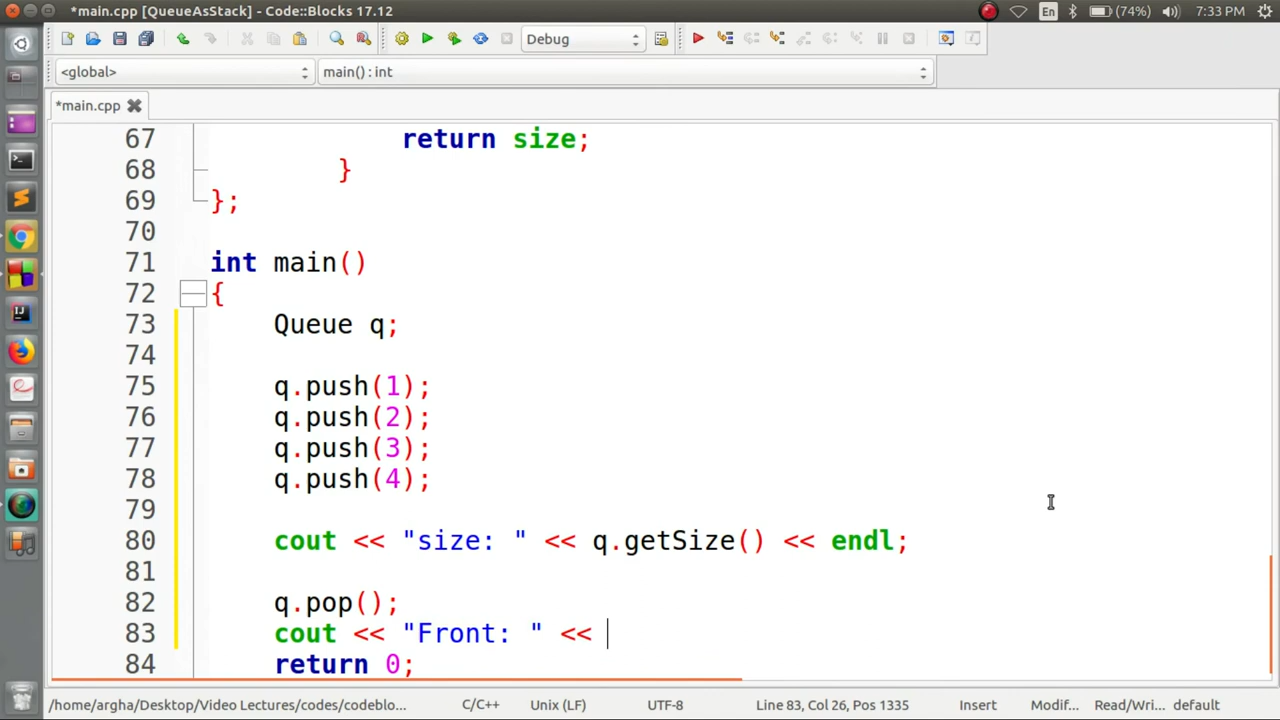 *main.cpp [QueueAsStack] - Code::Blocks 17.12 En (74%) 7:33 PM
Debug
<global> main() : int
*main.cpp
67 return size;
68 }
69 };
70
71 int main()
72 {
73 Queue q;
74
75 q.push(1);
76 q.push(2);
77 q.push(3);
78 q.push(4);
79
80 cout << "size: " << q.getSize() << endl;
81
82 q.pop();
83 cout << "Front: " <<
84 return 0;
/home/argha/Desktop/Video Lectures/codes/codeblo... C/C++ Unix (LF) UTF-8 Line 83, Col 26, Pos 1335 Insert Modif... Read/Wri... default